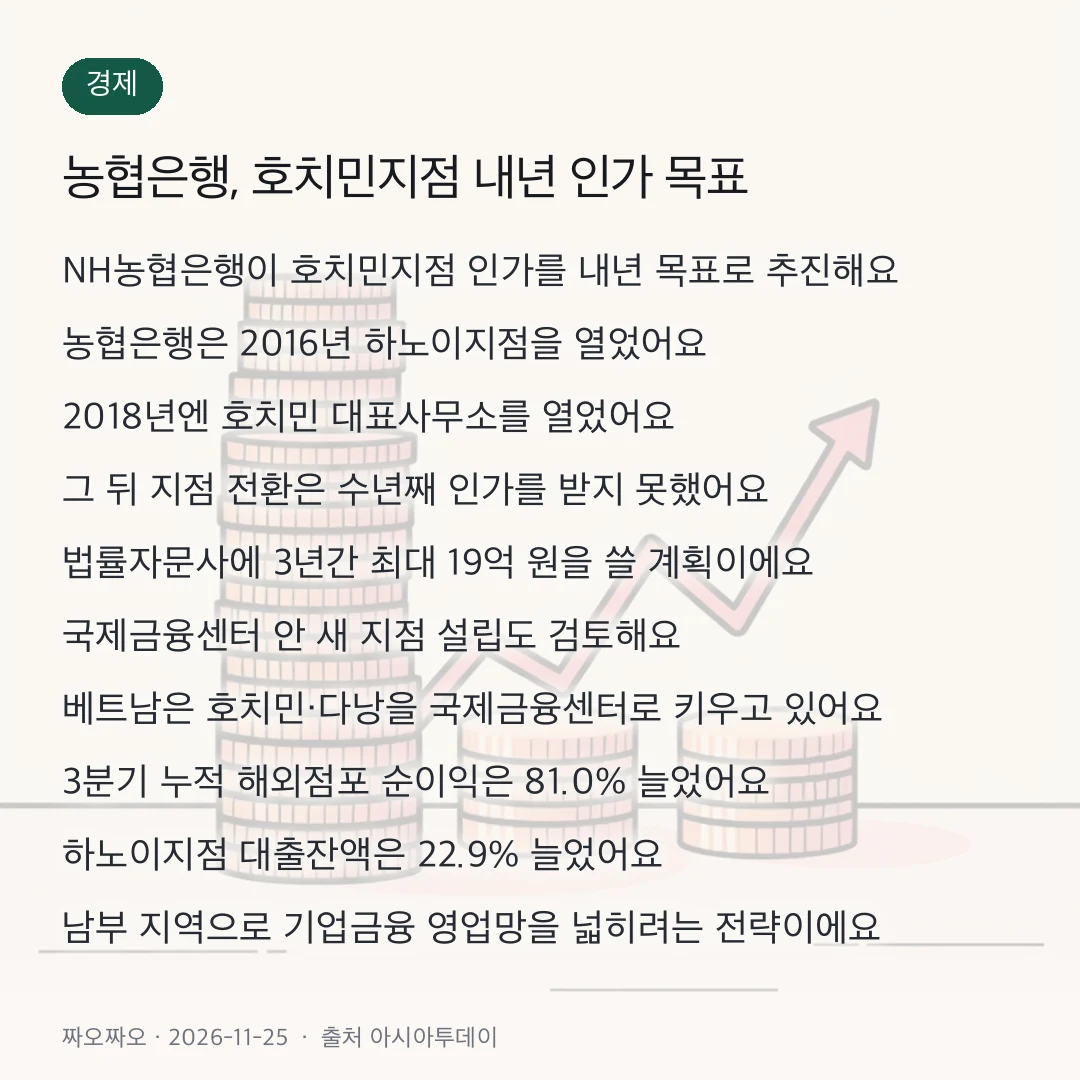 경제
농협은행, 호치민지점 내년 인가 목표
NH농협은행이 호치민지점 인가를 내년 목표로 추진해요
농협은행은 2016년 하노이지점을 열었어요
2018년엔 호치민 대표사무소를 열었어요
그 뒤 지점 전환은 수년째 인가를 받지 못했어요
법률자문사에 3년간 최대 19억 원을 쓸 계획이에요
국제금융센터 안 새 지점 설립도 검토해요
베트남은 호치민·다낭을 국제금융센터로 키우고 있어요
3분기 누적 해외점포 순이익은 81.0% 늘었어요
하노이지점 대출잔액은 22.9% 늘었어요
남부 지역으로 기업금융 영업망을 넓히려는 전략이에요
짜오짜오 · 2026-11-25 · 출처 아시아투데이